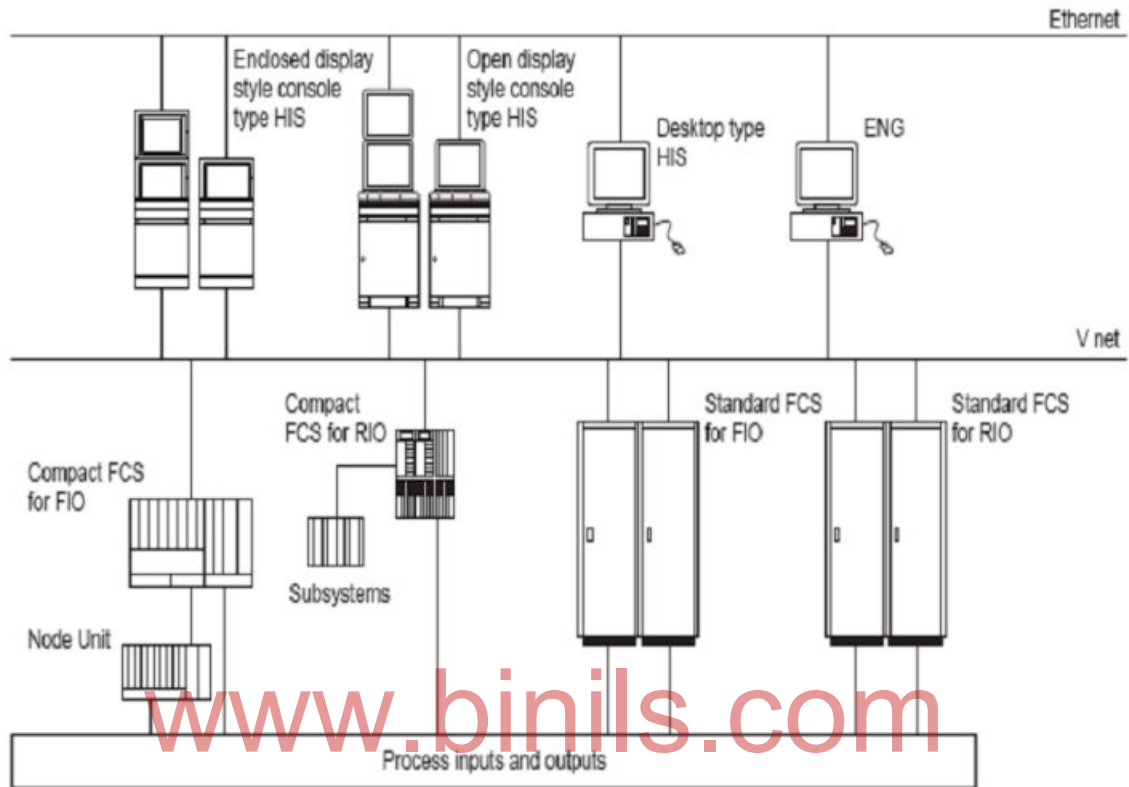 Ethernet
Enclosed display
style console
type HIS
Open display
style console
type HIS
Desktop type
HIS
ENG
V net
Compact
FCS for RIO
Standard FCS
for FIO
Standard FCS
for RIO
Compact FCS
for FIO
Subsystems
Node Unit
www.binils.com
Process inputs and outputs